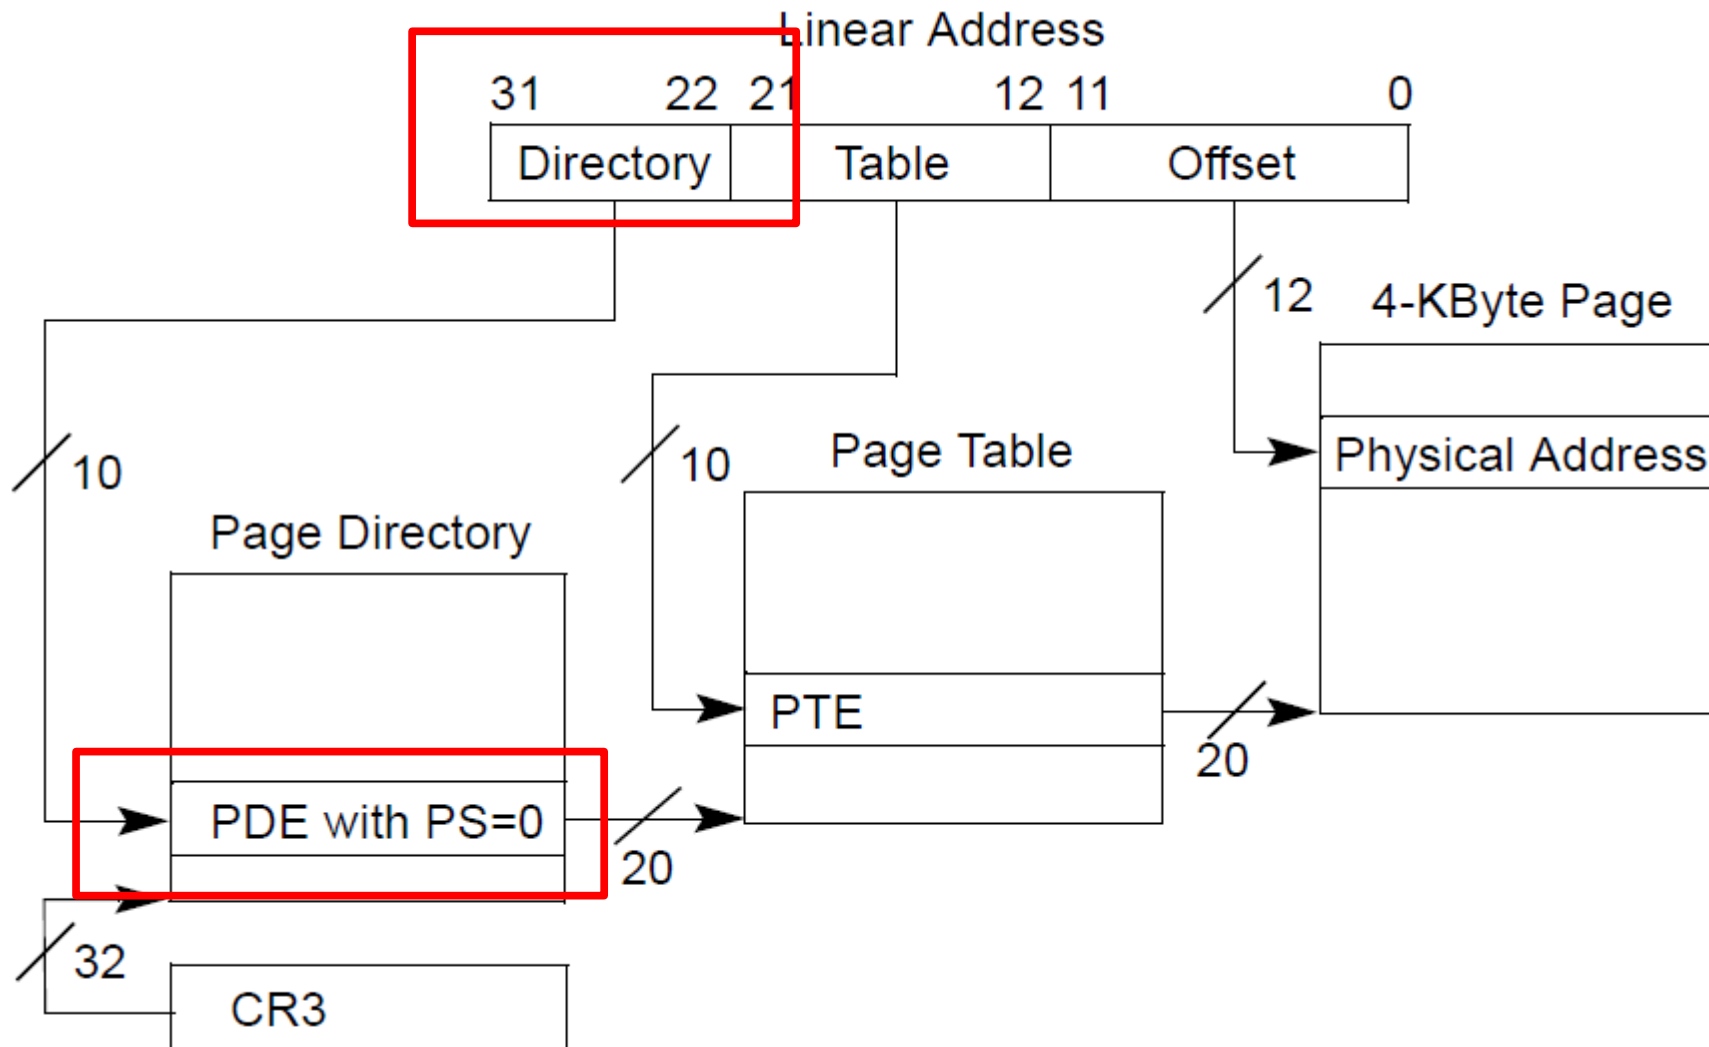 Linear Address
31 22 21 12 11 0
Directory Table Offset
12
4-KByte Page
10
10
Page Table
Physical Address
Page Directory
PTE
20
PDE with PS=0
20
32
CR3